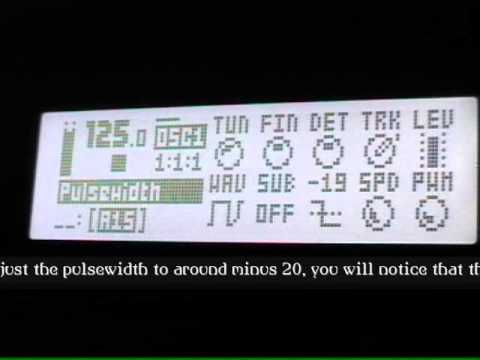 125.0 OSC1 TUN FIN DET TRK LEV
1:1:1
Pulsewidth WAV SUB -19 SPD PWM
--:[A15] OFF
just the pulsewidth to around minus 20, you will notice that th